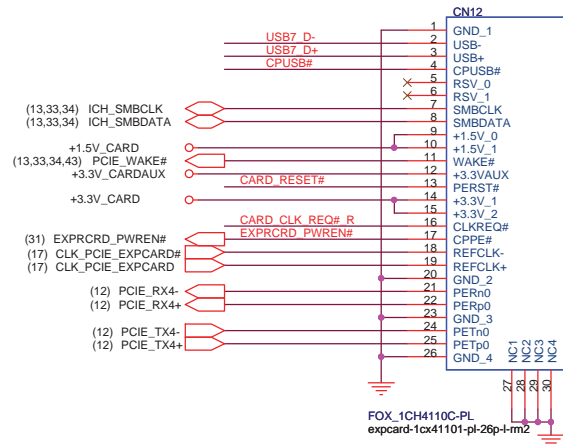 CN12
1 GND_1
USB7_D- 2 USB-
USB7_D+ 3 USB+
CPUSB# 4 CPUSB#
5 RSV_0
6 RSV_1
(13,33,34) ICH_SMBCLK 7 SMBCLK
(13,33,34) ICH_SMBDATA 8 SMBDATA
9 +1.5V_0
+1.5V_CARD 10 +1.5V_1
(13,33,34,43) PCIE_WAKE# 11 WAKE#
+3.3V_CARDAUX 12 +3.3VAUX
CARD_RESET# 13 PERST#
+3.3V_CARD 14 +3.3V_1
15 +3.3V_2
CARD_CLK_REQ#_R 16 CLKREQ#
(31) EXPRCRD_PWREN# EXPRCRD_PWREN# 17 CPPE#
(17) CLK_PCIE_EXPCARD# 18 REFCLK-
(17) CLK_PCIE_EXPCARD 19 REFCLK+
20 GND_2
(12) PCIE_RX4- 21 PERn0
(12) PCIE_RX4+ 22 PERp0
23 GND_3
(12) PCIE_TX4- 24 PETn0
(12) PCIE_TX4+ 25 PETp0
26 GND_4
NC1 NC2 NC3 NC4
27 28 29 30
FOX_1CH4110C-PL
expcard-1cx41101-pl-26p-l-rm2